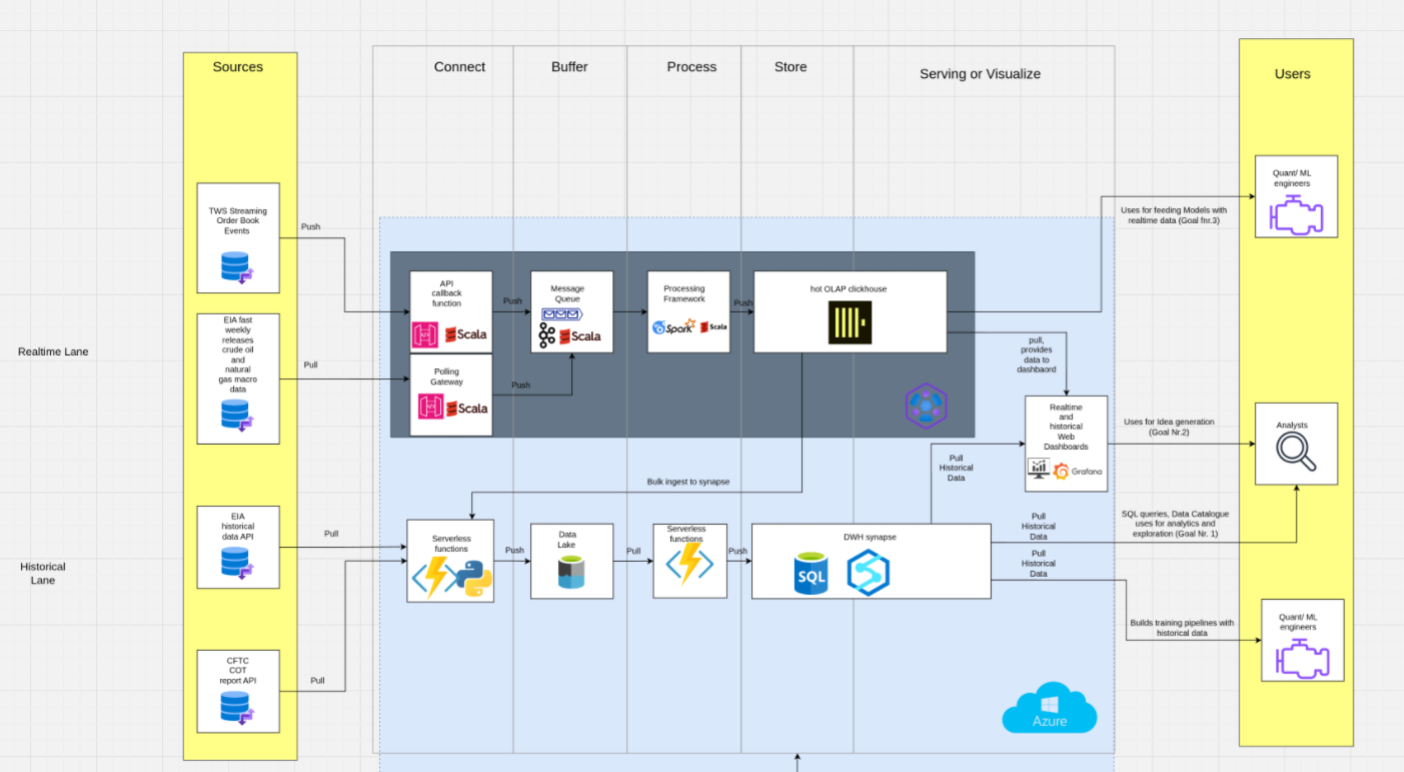 Sources
Connect
Buffer
Process
Store
Serving or Visualize
Users
Realtime Lane
Historical
Lane
TWS Streaming
Order Book
Events
Push
EIA fast
weekly
releases
crude oil
and
natural
gas macro
data
Pull
EIA
historical
data API
Pull
CFTC
COT
report API
Pull
API
callback
function
Scala
Push
Polling
Gateway
Scala
Push
Message
Queue
Scala
Processing
Framework
Spark
Scala
Push
hot OLAP clickhouse
pull,
provides
data to
dashbaord
Realtime
and
historical
Web
Dashboards
Grafana
Bulk ingest to synapse
Pull
Historical
Data
Serverless
functions
Push
Data
Lake
Pull
Serverless
functions
Push
DWH synapse
SQL
Pull
Historical
Data
Pull
Historical
Data
Azure
Uses for feeding Models with
realtime data (Goal fnr.3)
Uses for Idea generation
(Goal Nr.2)
SQL queries, Data Catalogue
uses for analytics and
exploration (Goal Nr. 1)
Builds training pipelines with
historical data
Quant/ ML
engineers
Analysts
Quant/ ML
engineers